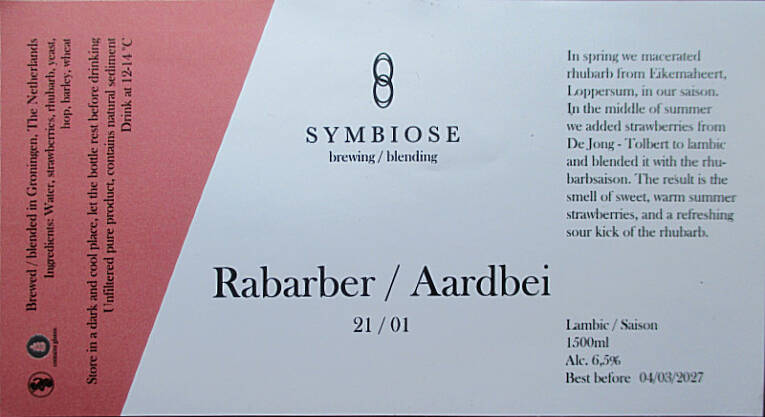 Brewed / blended in Groningen, The Netherlands
Ingredients: Water, strawberries, rhubarb, yeast,
hop, barley, wheat
Store in a dark and cool place, let the bottle rest before drinking
Unfiltered pure product, contains natural sediment
Drink at 12-14 °C
contains gluten
SYMBIOSE
brewing / blending
Rabarber / Aardbei
21 / 01
In spring we macerated
rhubarb from Eikemaheert,
Loppersum, in our saison.
In the middle of summer
we added strawberries from
De Jong - Tolbert to lambic
and blended it with the rhu-
barbsaison. The result is the
smell of sweet, warm summer
strawberries, and a refreshing
sour kick of the rhubarb.
Lambic / Saison
1500ml
Alc. 6,5%
Best before 04/03/2027